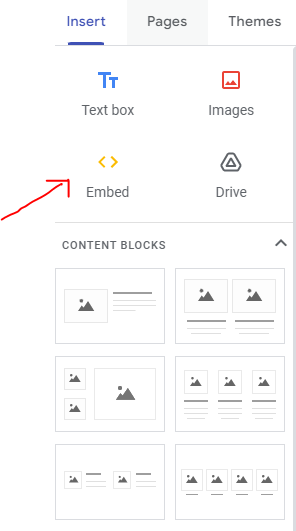 Insert Pages Themes
Text box Images
Embed Drive
CONTENT BLOCKS